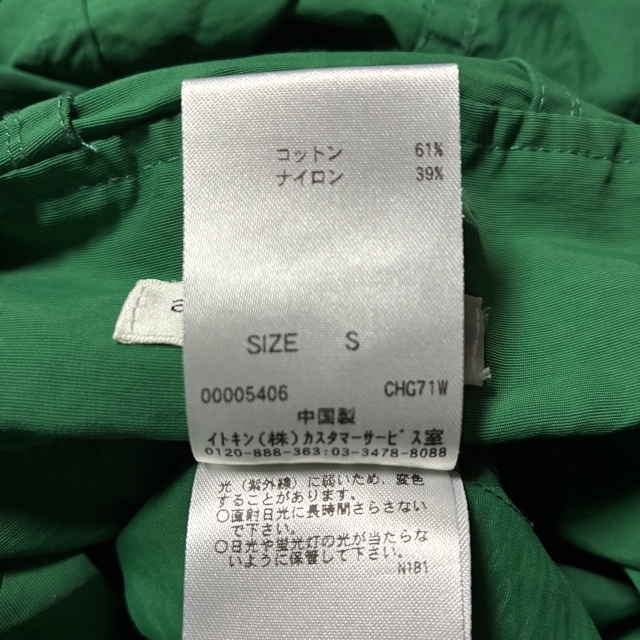 コットン 61%
ナイロン 39%
a
SIZE S
00005406 CHG71W
中国製
イトキン(株)カスタマーサービス室
0120-888-363:03-3478-8088
光(紫外線)に弱いため、変色
することがあります。
○直射日光に長時間さらさない
で下さい。
○日光や蛍光灯の光が当たらな
いように保管して下さい。
N1B1